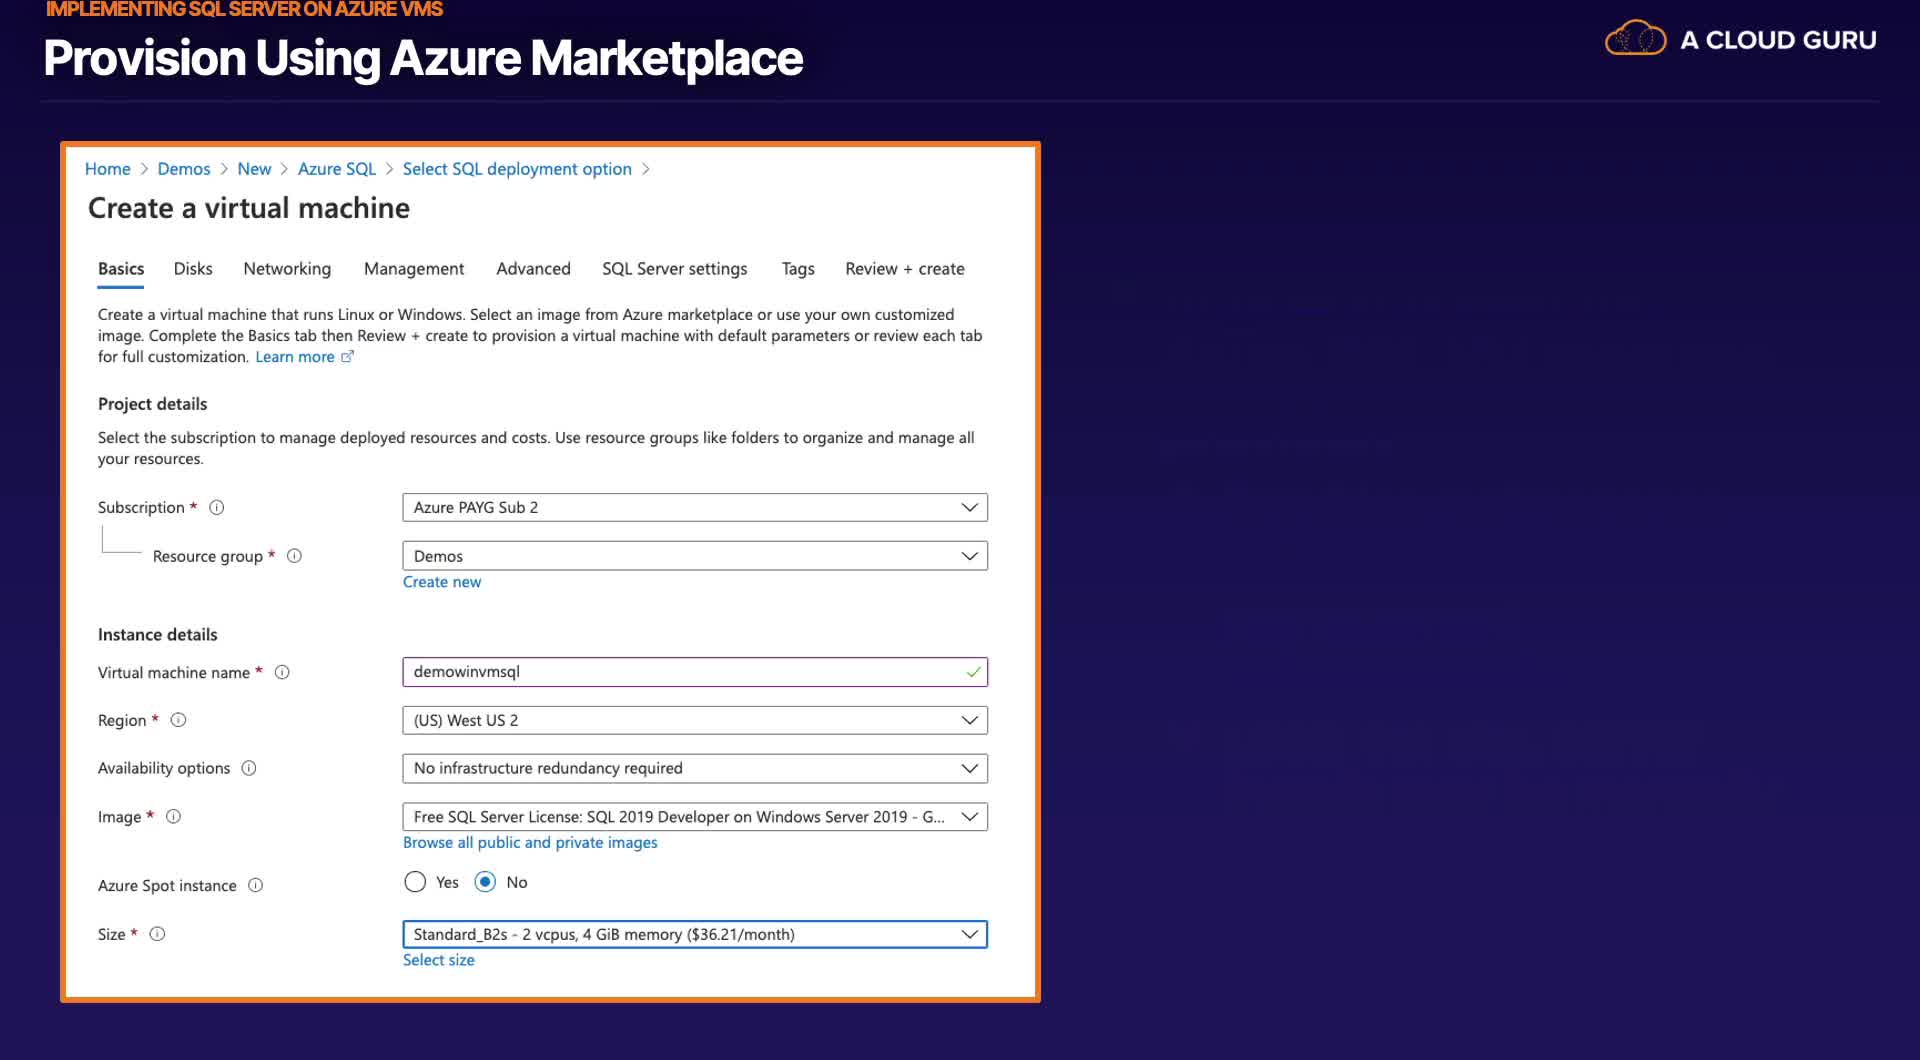 IMPLEMENTING SQL SERVER ON AZURE VMS
Provision Using Azure Marketplace
A CLOUD GURU
Home > Demos > New > Azure SQL > Select SQL deployment option >
Create a virtual machine
Basics Disks Networking Management Advanced SQL Server settings Tags Review + create
Create a virtual machine that runs Linux or Windows. Select an image from Azure marketplace or use your own customized
image. Complete the Basics tab then Review + create to provision a virtual machine with default parameters or review each tab
for full customization. Learn more
Project details
Select the subscription to manage deployed resources and costs. Use resource groups like folders to organize and manage all
your resources.
Subscription * Azure PAYG Sub 2
Resource group * Demos
Create new
Instance details
Virtual machine name * demowinvmsql
Region * (US) West US 2
Availability options No infrastructure redundancy required
Image * Free SQL Server License: SQL 2019 Developer on Windows Server 2019 - G...
Browse all public and private images
Azure Spot instance Yes No
Size * Standard_B2s - 2 vcpus, 4 GiB memory ($36.21/month)
Select size